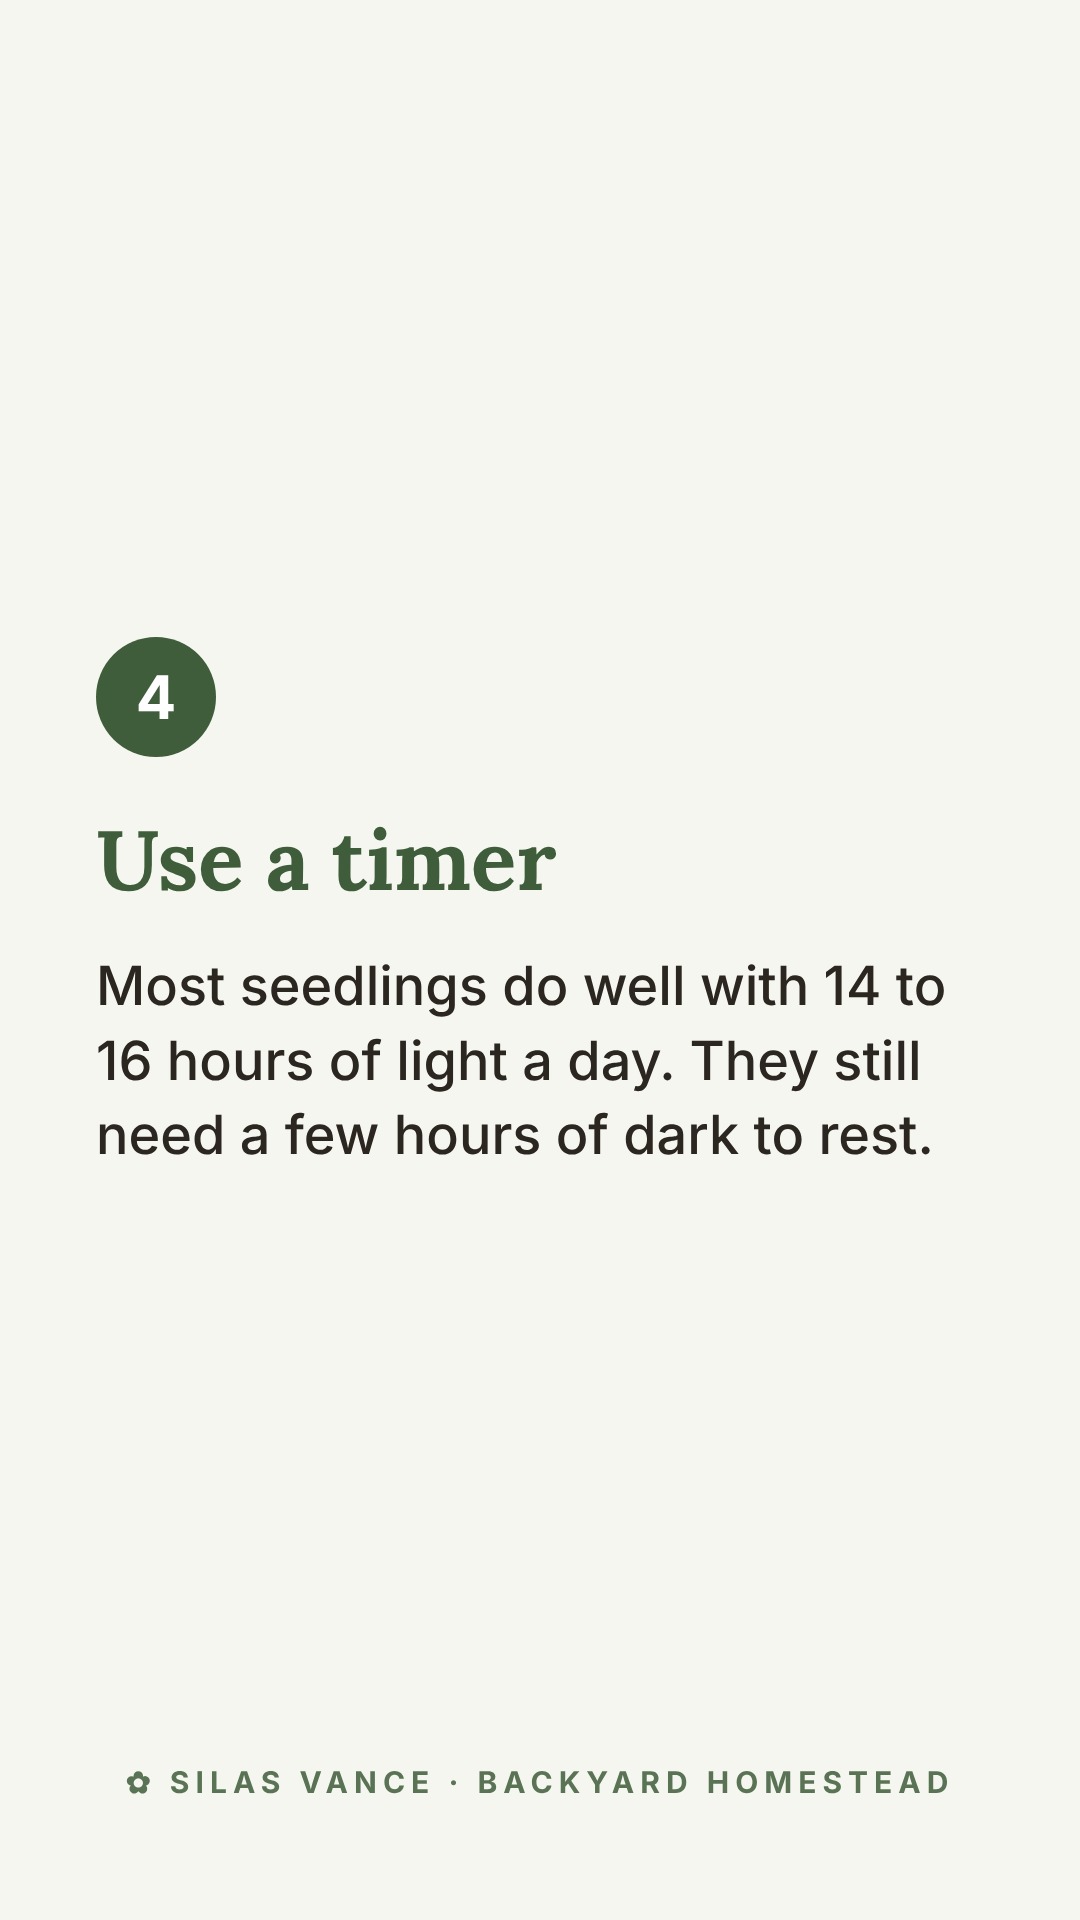 4
Use a timer
Most seedlings do well with 14 to
16 hours of light a day. They still
need a few hours of dark to rest.
✿ SILAS VANCE · BACKYARD HOMESTEAD